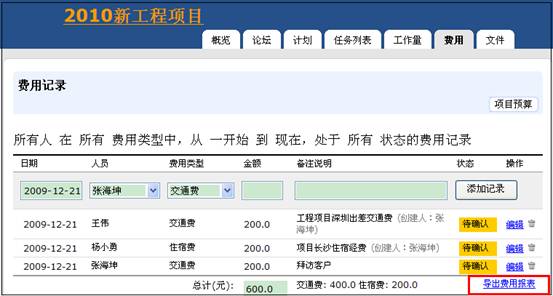 2010新工程项目
概览 论坛 计划 任务列表 工作量 费用 文件
费用记录
项目预算
所有人 在 所有 费用类型中，从 一开始 到 现在，处于 所有 状态的费用记录
日期 人员 费用类型 金额 备注说明 状态 操作
2009-12-21 张海坤 交通费 添加记录
2009-12-21 王伟 交通费 200.0 工程项目深圳出差交通费 (创建人：张海坤) 待确认 编辑
2009-12-21 杨小勇 住宿费 200.0 项目长沙住宿经费 (创建人：张海坤) 待确认 编辑
2009-12-21 张海坤 交通费 200.0 拜访客户 待确认 编辑
总计(元): 600.0 交通费: 400.0 住宿费: 200.0 导出费用报表